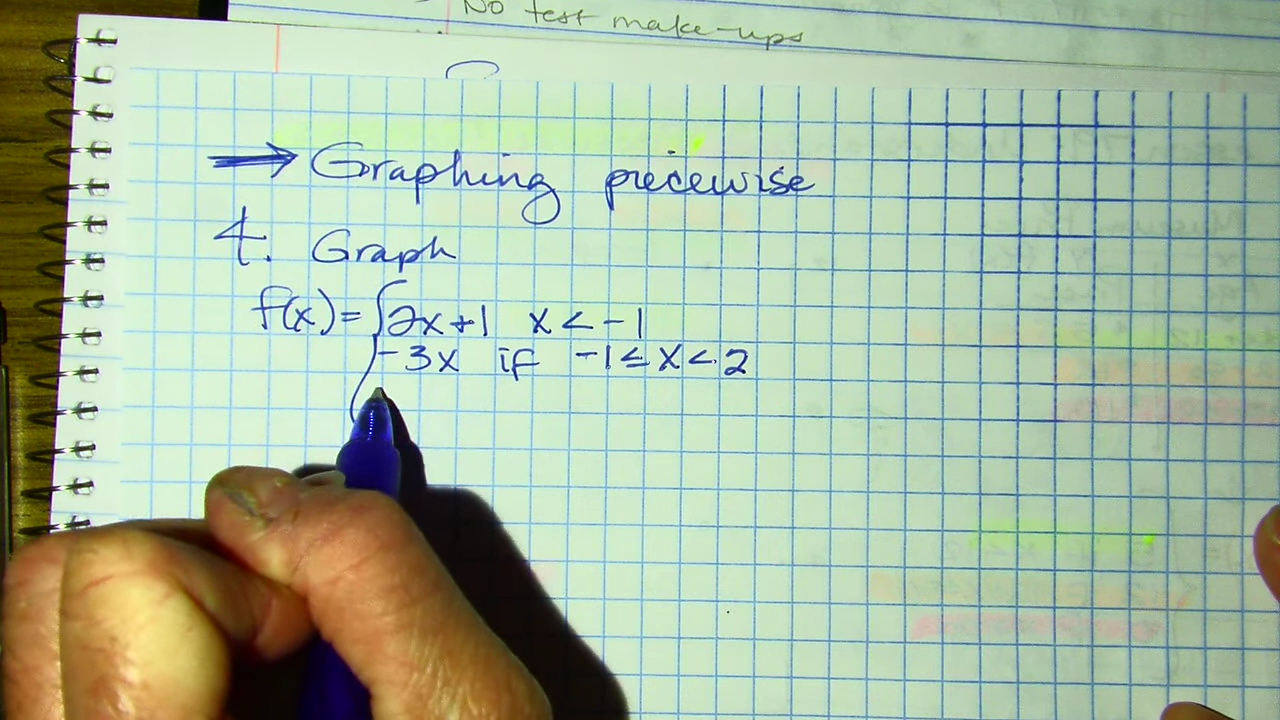 No test make-ups
→ Graphing piecewise
4. Graph
f(x) = { 2x+1 x < -1
-3x if -1 ≤ x < 2